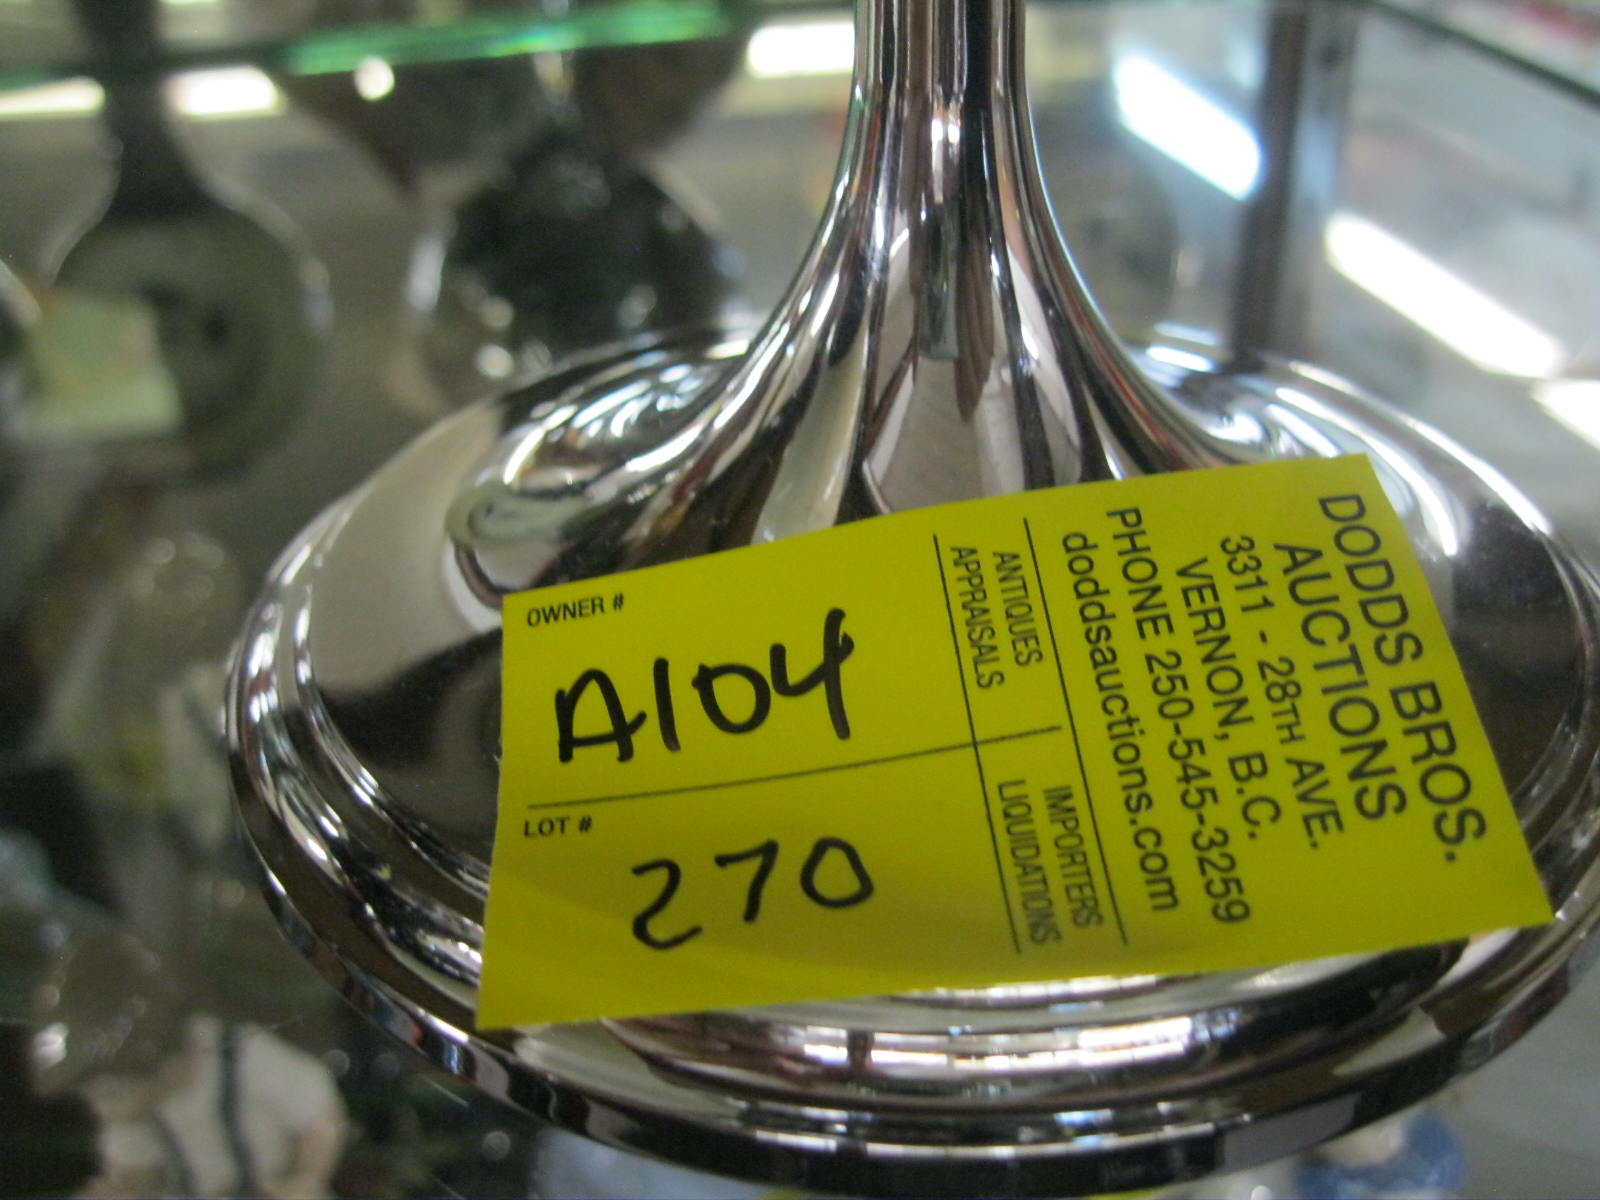 OWNER #
A104
LOT #
270
DODDS BROS.
AUCTIONS
3311 - 28TH AVE.
VERNON, B.C.
PHONE 250-545-3259
doddsauctions.com
ANTIQUES
APPRAISALS
IMPORTERS
LIQUIDATIONS